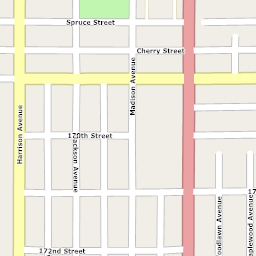 Spruce Street
Cherry Street
Madison Avenue
Harrison Avenue
170th Street
Jackson Avenue
172nd Street